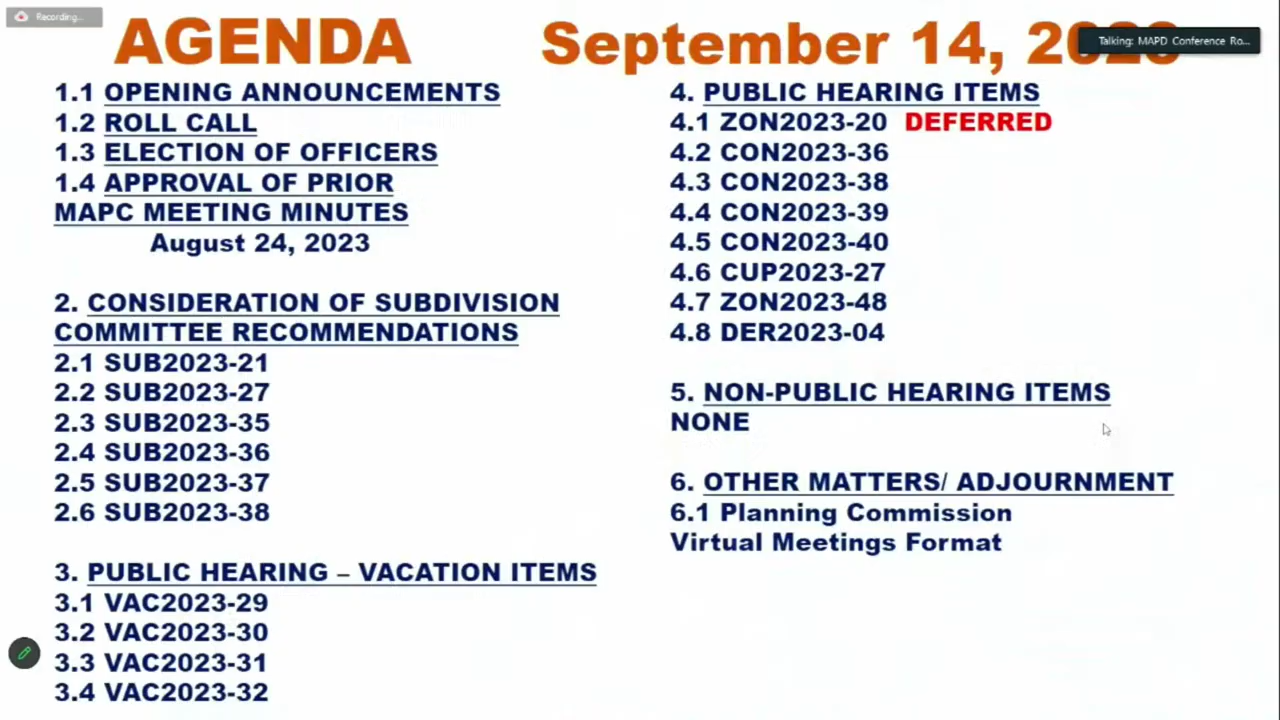 Recording...
AGENDA
September 14, 2023
Talking: MAPD Conference Ro...
1.1 OPENING ANNOUNCEMENTS
1.2 ROLL CALL
1.3 ELECTION OF OFFICERS
1.4 APPROVAL OF PRIOR
MAPC MEETING MINUTES
August 24, 2023
2. CONSIDERATION OF SUBDIVISION
COMMITTEE RECOMMENDATIONS
2.1 SUB2023-21
2.2 SUB2023-27
2.3 SUB2023-35
2.4 SUB2023-36
2.5 SUB2023-37
2.6 SUB2023-38
3. PUBLIC HEARING – VACATION ITEMS
3.1 VAC2023-29
3.2 VAC2023-30
3.3 VAC2023-31
3.4 VAC2023-32
4. PUBLIC HEARING ITEMS
4.1 ZON2023-20 DEFERRED
4.2 CON2023-36
4.3 CON2023-38
4.4 CON2023-39
4.5 CON2023-40
4.6 CUP2023-27
4.7 ZON2023-48
4.8 DER2023-04
5. NON-PUBLIC HEARING ITEMS
NONE
6. OTHER MATTERS/ ADJOURNMENT
6.1 Planning Commission
Virtual Meetings Format